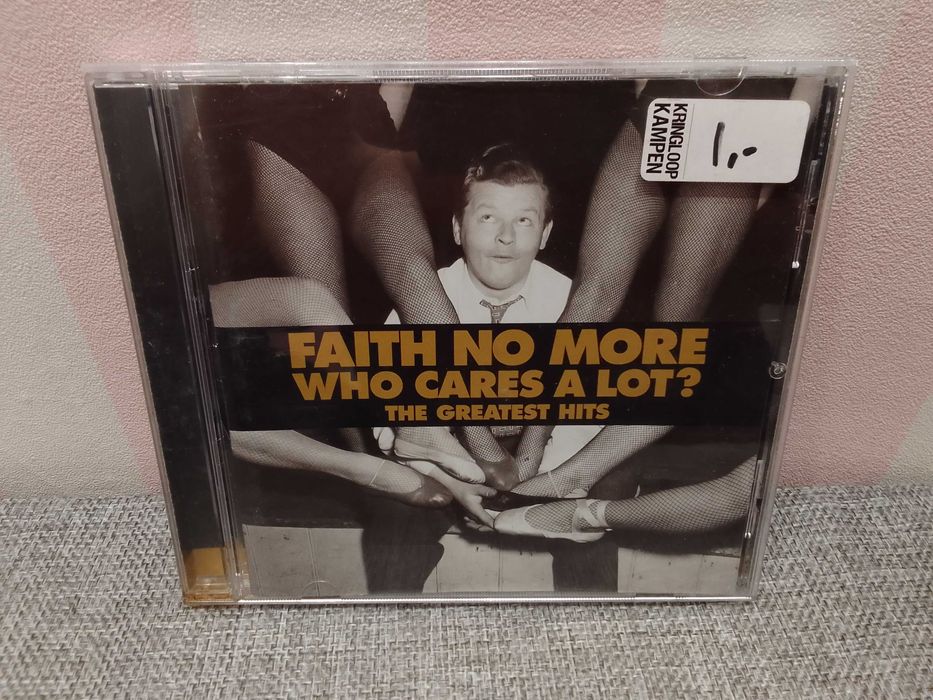 KRINGLOOP
KAMPEN
1,-
FAITH NO MORE
WHO CARES A LOT?
THE GREATEST HITS